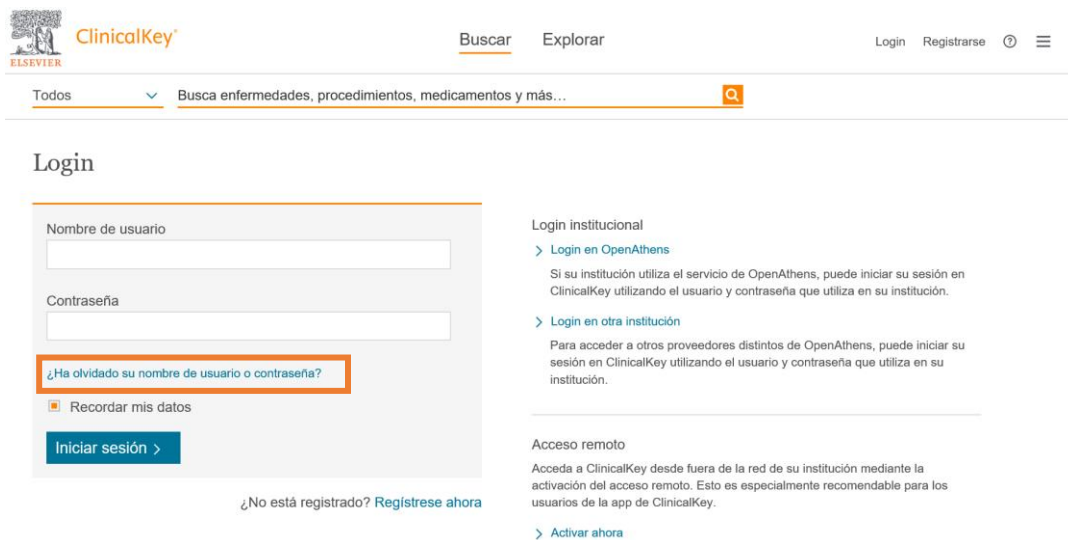 ELSEVIER
ClinicalKey®
Buscar
Explorar
Login
Registrarse
?
Todos
Busca enfermedades, procedimientos, medicamentos y más…
Login
Nombre de usuario
Contraseña
¿Ha olvidado su nombre de usuario o contraseña?
Recordar mis datos
Iniciar sesión >
¿No está registrado? Regístrese ahora
Login institucional
> Login en OpenAthens
Si su institución utiliza el servicio de OpenAthens, puede iniciar su sesión en
ClinicalKey utilizando el usuario y contraseña que utiliza en su institución.
> Login en otra institución
Para acceder a otros proveedores distintos de OpenAthens, puede iniciar su
sesión en ClinicalKey utilizando el usuario y contraseña que utiliza en su
institución.
Acceso remoto
Acceda a ClinicalKey desde fuera de la red de su institución mediante la
activación del acceso remoto. Esto es especialmente recomendable para los
usuarios de la app de ClinicalKey.
> Activar ahora